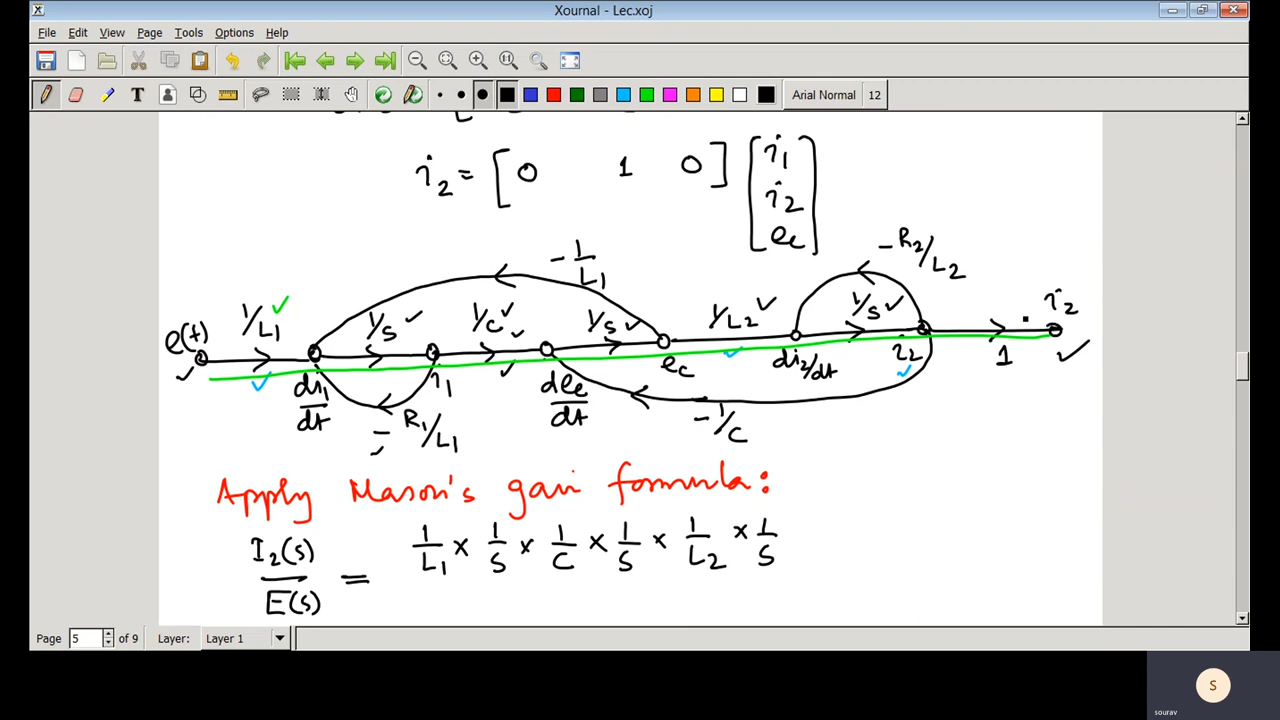 Xournal - Lec.xoj
File Edit View Page Tools Options Help
Arial Normal 12
i2 = [ 0 1 0 ] [ i1
i2
ec ]
e(t) 1/L1 1/S 1/C 1/S 1/L2 1/S 1 i2
-1/L1
-R2/L2
di1/dt i1 dec/dt ec di2/dt i2
- R1/L1
-1/C
Apply Mason's gain formula:
I2(s)/E(s) = 1/L1 × 1/S × 1/C × 1/S × 1/L2 × 1/S
Page 5 of 9 Layer: Layer 1
S
sourav